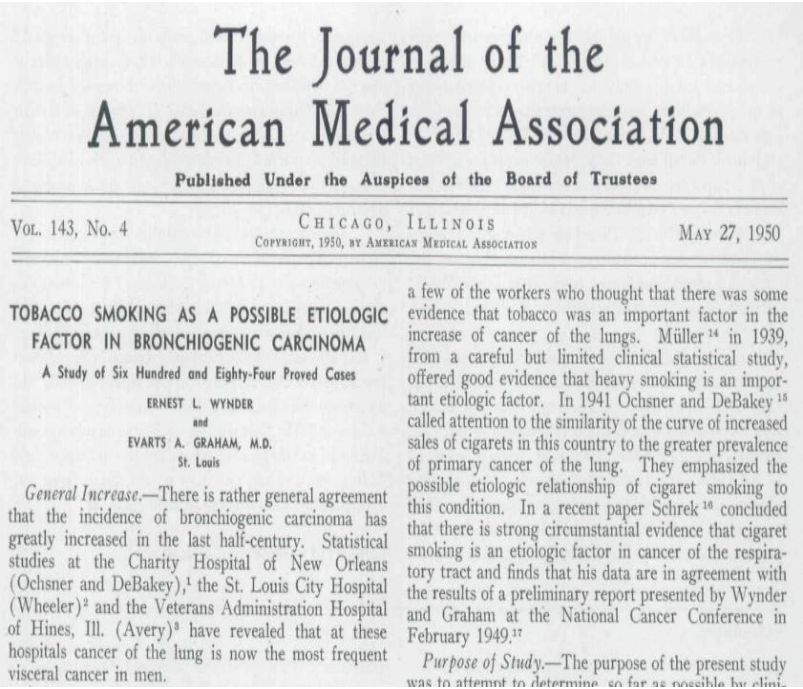 The Journal of the
American Medical Association
Published Under the Auspices of the Board of Trustees
VOL. 143, NO. 4
CHICAGO, ILLINOIS
COPYRIGHT, 1950, BY AMERICAN MEDICAL ASSOCIATION
MAY 27, 1950
TOBACCO SMOKING AS A POSSIBLE ETIOLOGIC
FACTOR IN BRONCHIOGENIC CARCINOMA
A Study of Six Hundred and Eighty-Four Proved Cases
ERNEST L. WYNDER
and
EVARTS A. GRAHAM, M.D.
St. Louis
General Increase.—There is rather general agreement
that the incidence of bronchiogenic carcinoma has
greatly increased in the last half-century. Statistical
studies at the Charity Hospital of New Orleans
(Ochsner and DeBakey),¹ the St. Louis City Hospital
(Wheeler)² and the Veterans Administration Hospital
of Hines, Ill. (Avery)³ have revealed that at these
hospitals cancer of the lung is now the most frequent
visceral cancer in men.
a few of the workers who thought that there was some
evidence that tobacco was an important factor in the
increase of cancer of the lungs. Müller ¹⁴ in 1939,
from a careful but limited clinical statistical study,
offered good evidence that heavy smoking is an impor-
tant etiologic factor. In 1941 Ochsner and DeBakey ¹⁵
called attention to the similarity of the curve of increased
sales of cigarets in this country to the greater prevalence
of primary cancer of the lung. They emphasized the
possible etiologic relationship of cigaret smoking to
this condition. In a recent paper Schrek ¹⁶ concluded
that there is strong circumstantial evidence that cigaret
smoking is an etiologic factor in cancer of the respira-
tory tract and finds that his data are in agreement with
the results of a preliminary report presented by Wynder
and Graham at the National Cancer Conference in
February 1949.¹⁷
Purpose of Study.—The purpose of the present study
was to attempt to determine, so far as possible by clini-